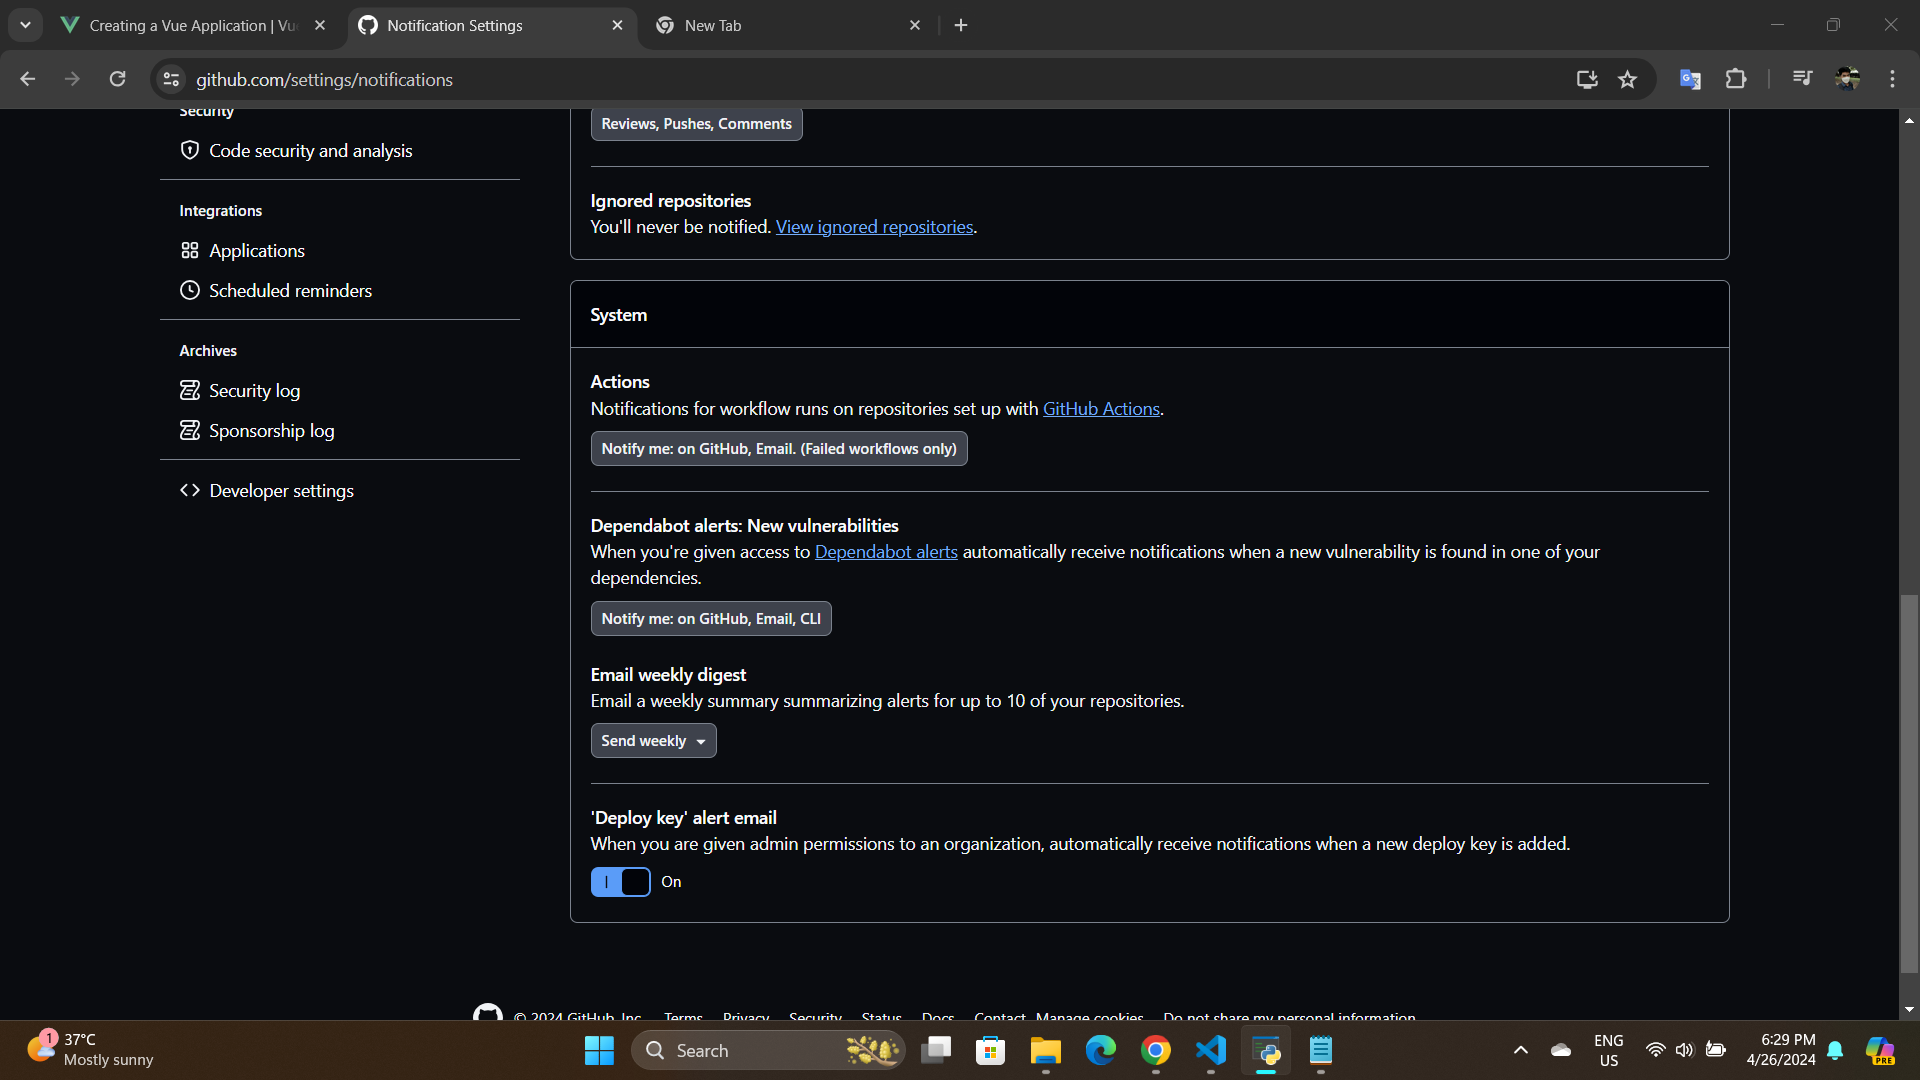 Creating a Vue Application | Vu
Notification Settings
New Tab
github.com/settings/notifications
Security
Code security and analysis
Integrations
Applications
Scheduled reminders
Archives
Security log
Sponsorship log
Developer settings
Reviews, Pushes, Comments
Ignored repositories
You'll never be notified. View ignored repositories.
System
Actions
Notifications for workflow runs on repositories set up with GitHub Actions.
Notify me: on GitHub, Email. (Failed workflows only)
Dependabot alerts: New vulnerabilities
When you're given access to Dependabot alerts automatically receive notifications when a new vulnerability is found in one of your
dependencies.
Notify me: on GitHub, Email, CLI
Email weekly digest
Email a weekly summary summarizing alerts for up to 10 of your repositories.
Send weekly
'Deploy key' alert email
When you are given admin permissions to an organization, automatically receive notifications when a new deploy key is added.
On
© 2024 GitHub, Inc. Terms Privacy Security Status Docs Contact Manage cookies Do not share my personal information
1
37°C
Mostly sunny
Search
ENG
US
6:29 PM
4/26/2024
PRE